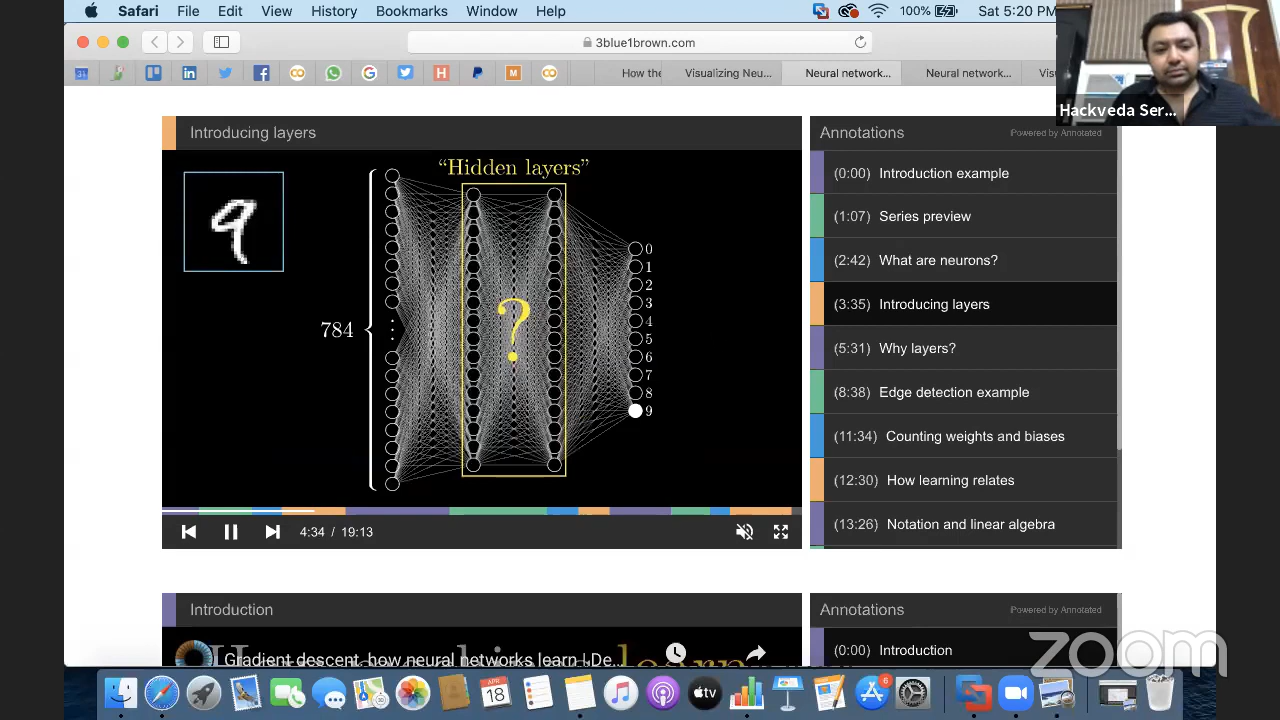 Safari File Edit View History Bookmarks Window Help 100% Sat 5:20 PM
3blue1brown.com
How the Visualizing Neu... Neural network... Neural network...
Hackveda Ser...
Introducing layers
Annotations Powered by Annotated
"Hidden layers"
784
?
0
1
2
3
4
5
6
7
8
9
9
(0:00) Introduction example
(1:07) Series preview
(2:42) What are neurons?
(3:35) Introducing layers
(5:31) Why layers?
(8:38) Edge detection example
(11:34) Counting weights and biases
(12:30) How learning relates
(13:26) Notation and linear algebra
4:34 / 19:13
Introduction
Annotations Powered by Annotated
Gradient descent, how neural networks learn | De...
(0:00) Introduction
zoom
APR
18
tv
6